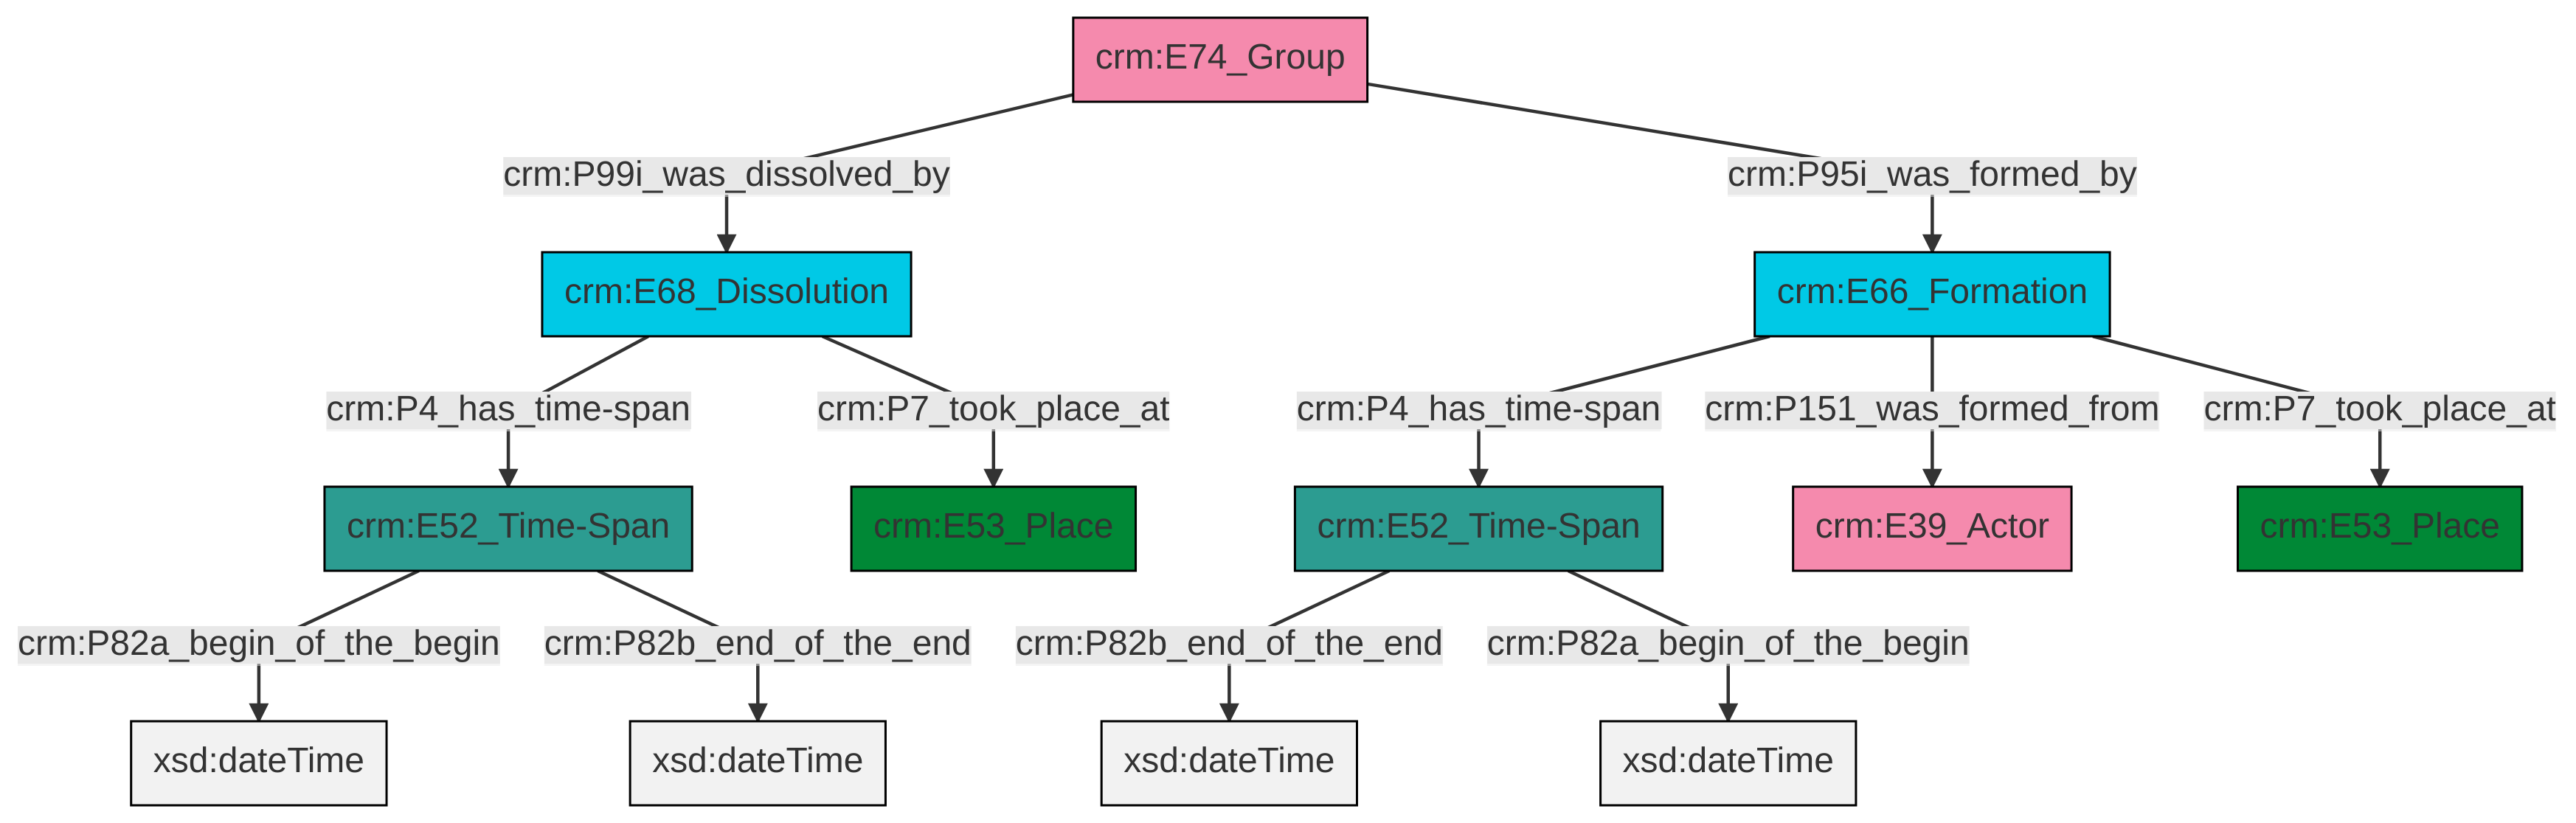 crm:E74_Group
crm:P99i_was_dissolved_by
crm:P95i_was_formed_by
crm:E68_Dissolution
crm:E66_Formation
crm:P4_has_time-span
crm:P7_took_place_at
crm:P4_has_time-span
crm:P151_was_formed_from
crm:P7_took_place_at
crm:E52_Time-Span
crm:E53_Place
crm:E52_Time-Span
crm:E39_Actor
crm:E53_Place
crm:P82a_begin_of_the_begin
crm:P82b_end_of_the_end
crm:P82b_end_of_the_end
crm:P82a_begin_of_the_begin
xsd:dateTime
xsd:dateTime
xsd:dateTime
xsd:dateTime